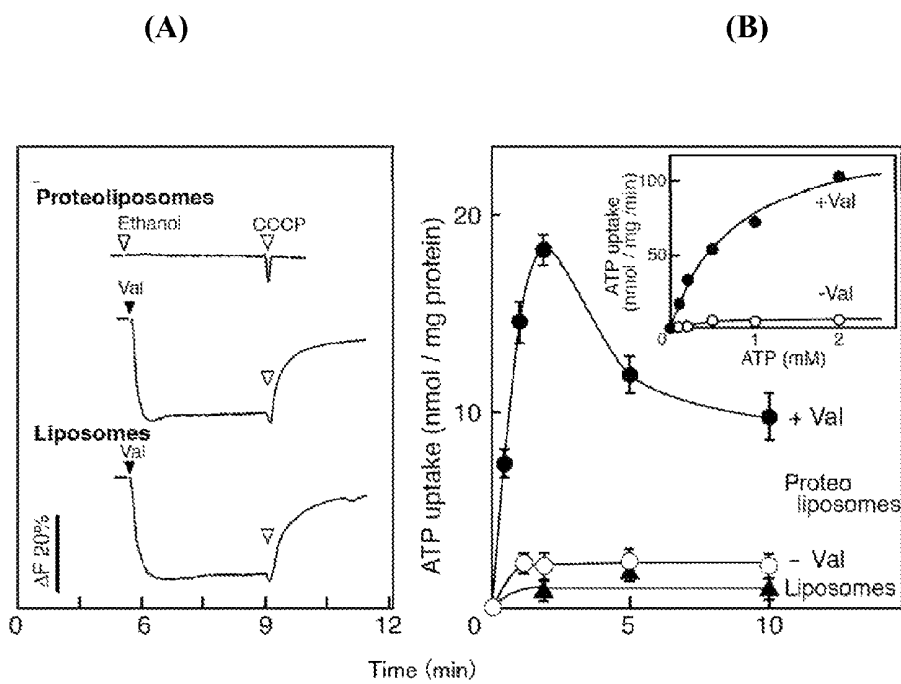 (A)
(B)
Proteoliposomes
Ethanol
CCCP
Val
Liposomes
Val
ΔF 20%
0
6
9
12
ATP uptake (nmol / mg protein)
20
10
ATP uptake
(nmol / mg /min)
100
50
0
1
2
+Val
-Val
ATP (mM)
+ Val
Proteo
liposomes
− Val
Liposomes
0
5
10
Time (min)